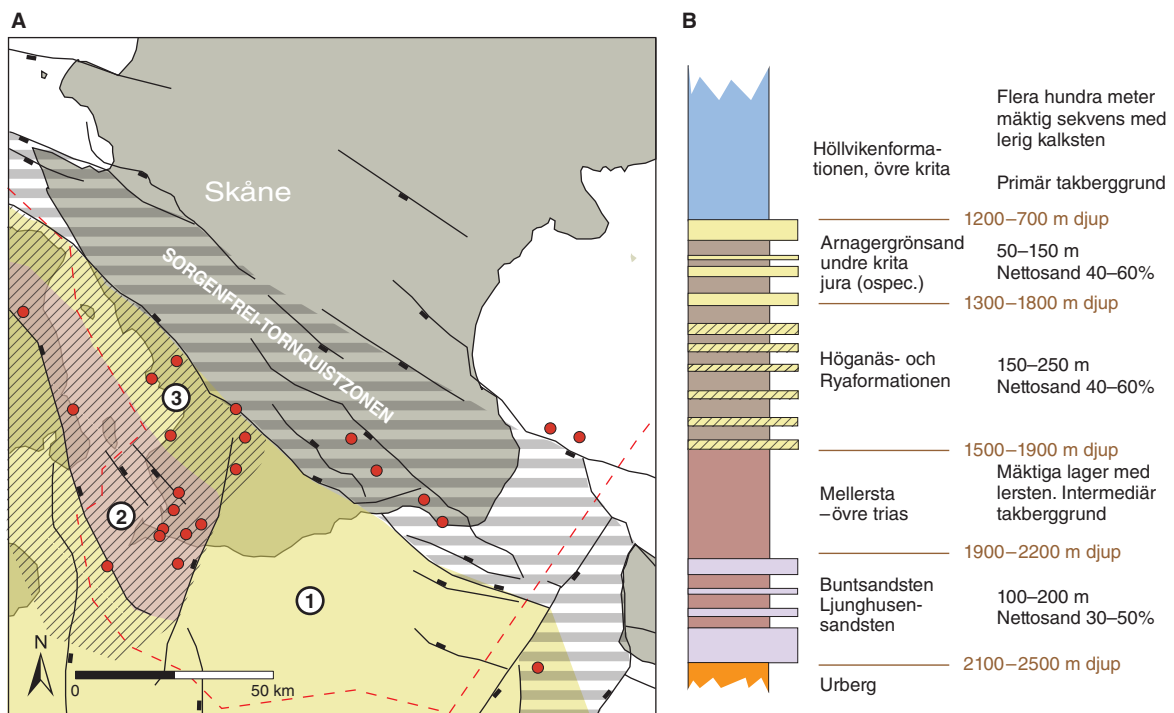 A
Skåne
SORGENFREI-TORNQUISTZONEN
3
2
1
N
0
50 km
B
Flera hundra meter
mäktig sekvens med
lerig kalksten
Höllvikenforma-
tionen, övre krita
Primär takberggrund
1200–700 m djup
Arnagergrönsand
undre krita
jura (ospec.)
50–150 m
Nettosand 40–60%
1300–1800 m djup
Höganäs- och
Ryaformationen
150–250 m
Nettosand 40–60%
1500–1900 m djup
Mellersta
–övre trias
Mäktiga lager med
lersten. Intermediär
takberggrund
1900–2200 m djup
Buntsandsten
Ljunghusen-
sandsten
100–200 m
Nettosand 30–50%
2100–2500 m djup
Urberg